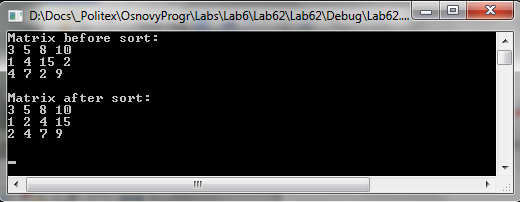 D:\Docs\_Politex\OsnovyProgr\Labs\Lab6\Lab62\Lab62\Debug\Lab62....
Matrix before sort:
3 5 8 10
1 4 15 2
4 7 2 9
Matrix after sort:
3 5 8 10
1 2 4 15
2 4 7 9